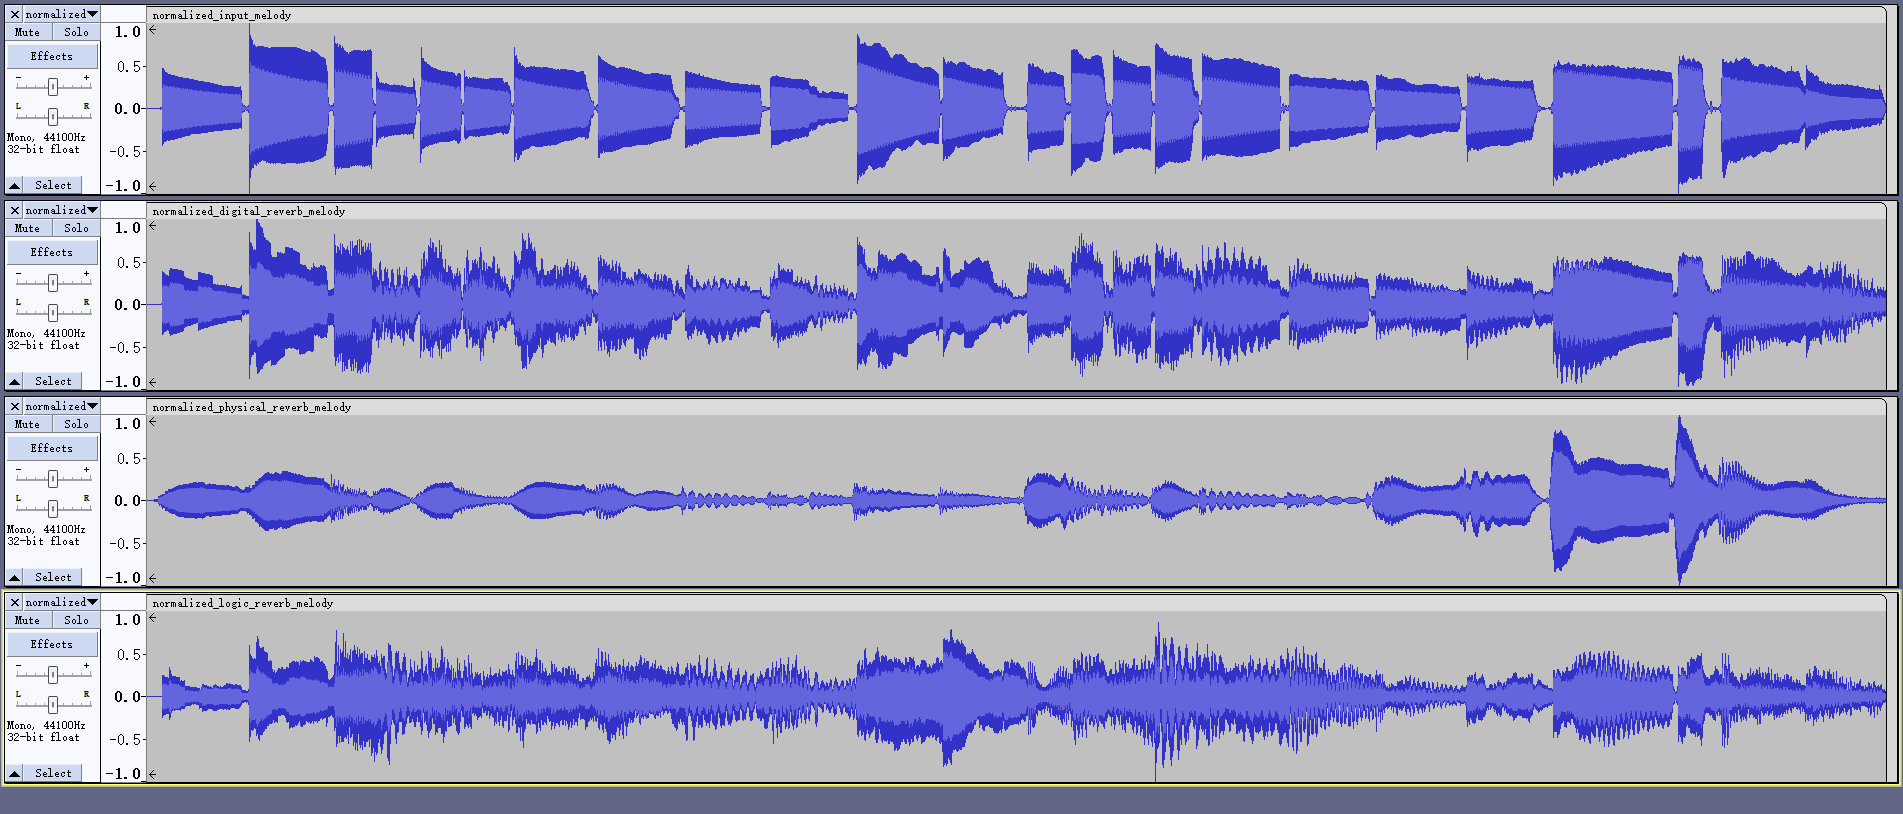 × normalized▼ normalized_input_melody
Mute Solo
Effects
- +
L R
Mono, 44100Hz
32-bit float
▲ Select
1.0
0.5-
0.0-
-0.5-
-1.0
× normalized▼ normalized_digital_reverb_melody
Mute Solo
Effects
- +
L R
Mono, 44100Hz
32-bit float
▲ Select
1.0
0.5-
0.0-
-0.5-
-1.0
× normalized▼ normalized_physical_reverb_melody
Mute Solo
Effects
- +
L R
Mono, 44100Hz
32-bit float
▲ Select
1.0
0.5-
0.0-
-0.5-
-1.0
× normalized▼ normalized_logic_reverb_melody
Mute Solo
Effects
- +
L R
Mono, 44100Hz
32-bit float
▲ Select
1.0
0.5-
0.0-
-0.5-
-1.0